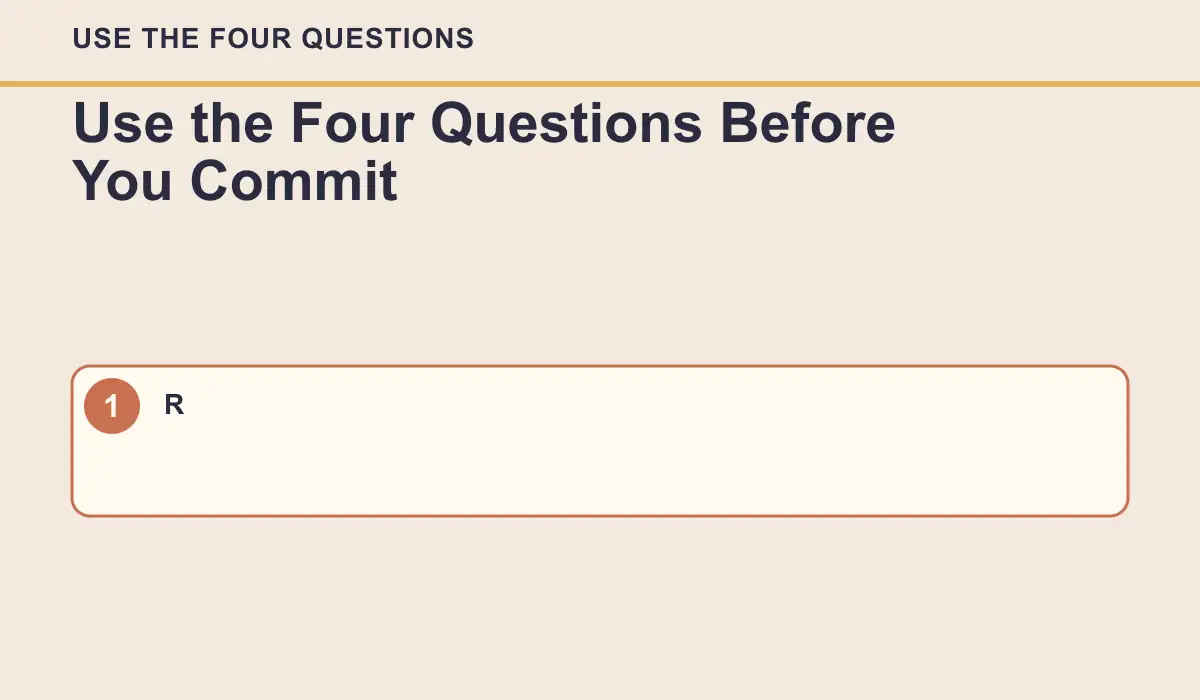 USE THE FOUR QUESTIONS
Use the Four Questions Before
You Commit
1 R